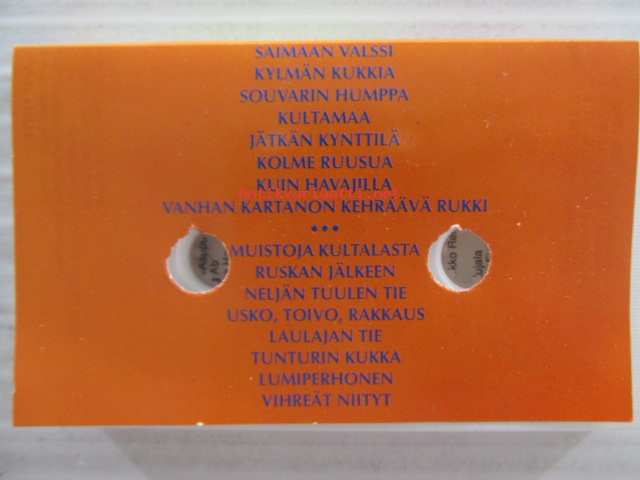 SAIMAAN VALSSI
KYLMÄN KUKKIA
SOUVARIN HUMPPA
KULTAMAA
JÄTKÄN KYNTTILÄ
KOLME RUUSUA
KUIN HAVAJILLA
VANHAN KARTANON KEHRÄÄVÄ RUKKI
•••
MUISTOJA KULTALASTA
RUSKAN JÄLKEEN
NELJÄN TUULEN TIE
USKO, TOIVO, RAKKAUS
LAULAJAN TIE
TUNTURIN KUKKA
LUMIPERHONEN
VIHREÄT NIITYT